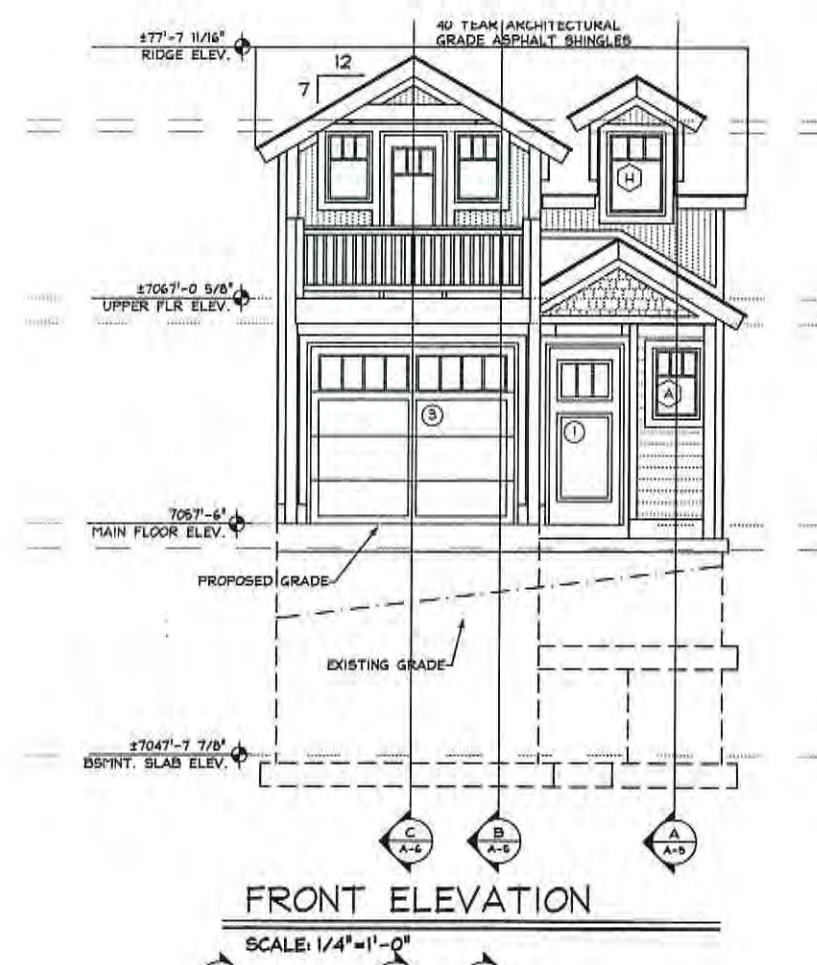 40 YEAR ARCHITECTURAL
GRADE ASPHALT SHINGLES
±77'-7 11/16"
RIDGE ELEV.
12
7
H
±7067'-0 5/8"
UPPER FLR ELEV.
A
3
1
7057'-6"
MAIN FLOOR ELEV.
PROPOSED GRADE
EXISTING GRADE
±7047'-7 7/8"
BSMNT. SLAB ELEV.
C
A-6
B
A-5
A
A-5
FRONT ELEVATION
SCALE: 1/4"=1'-0"